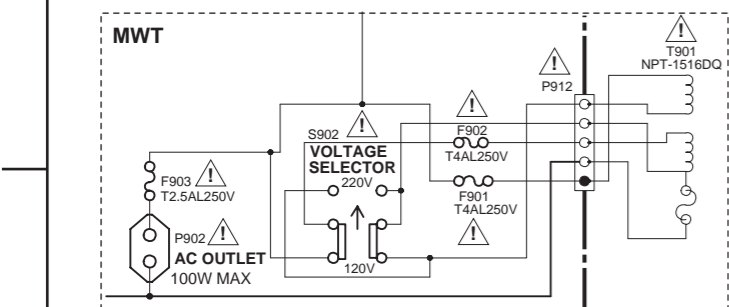 MWT
!
T901
NPT-1516DQ
!
P912
!
F902
T4AL250V
S902 !
VOLTAGE
SELECTOR
220V
F903 !
T2.5AL250V
F901
T4AL250V
!
P902 !
AC OUTLET
100W MAX
120V